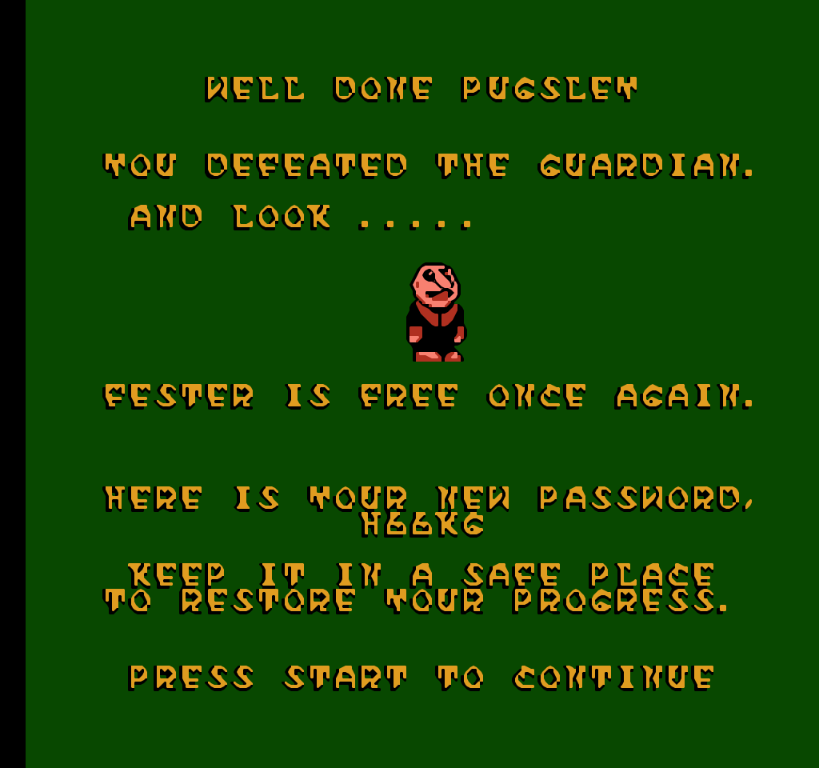 WELL DONE PUGSLEY
YOU DEFEATED THE GUARDIAN.
AND LOOK .....
FESTER IS FREE ONCE AGAIN.
HERE IS YOUR NEW PASSWORD,
KEEP IT IN A SAFE PLACE
TO RESTORE YOUR PROGRESS.
PRESS START TO CONTINUE